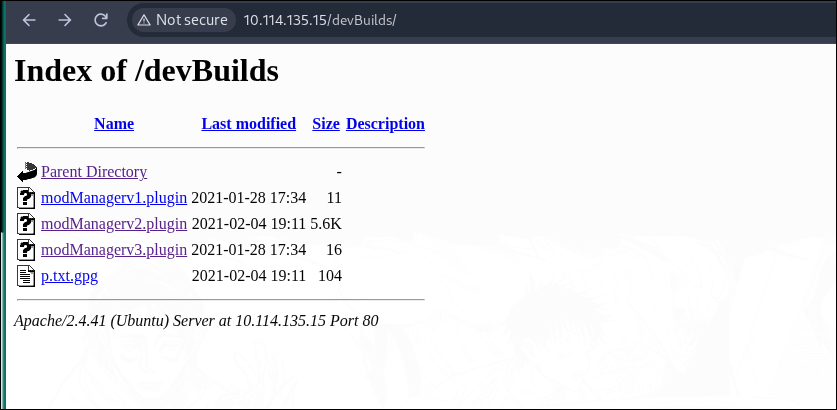 Not secure 10.114.135.15/devBuilds/
Index of /devBuilds
Name Last modified Size Description
Parent Directory -
modManagerv1.plugin 2021-01-28 17:34 11
modManagerv2.plugin 2021-02-04 19:11 5.6K
modManagerv3.plugin 2021-01-28 17:34 16
p.txt.gpg 2021-02-04 19:11 104
Apache/2.4.41 (Ubuntu) Server at 10.114.135.15 Port 80